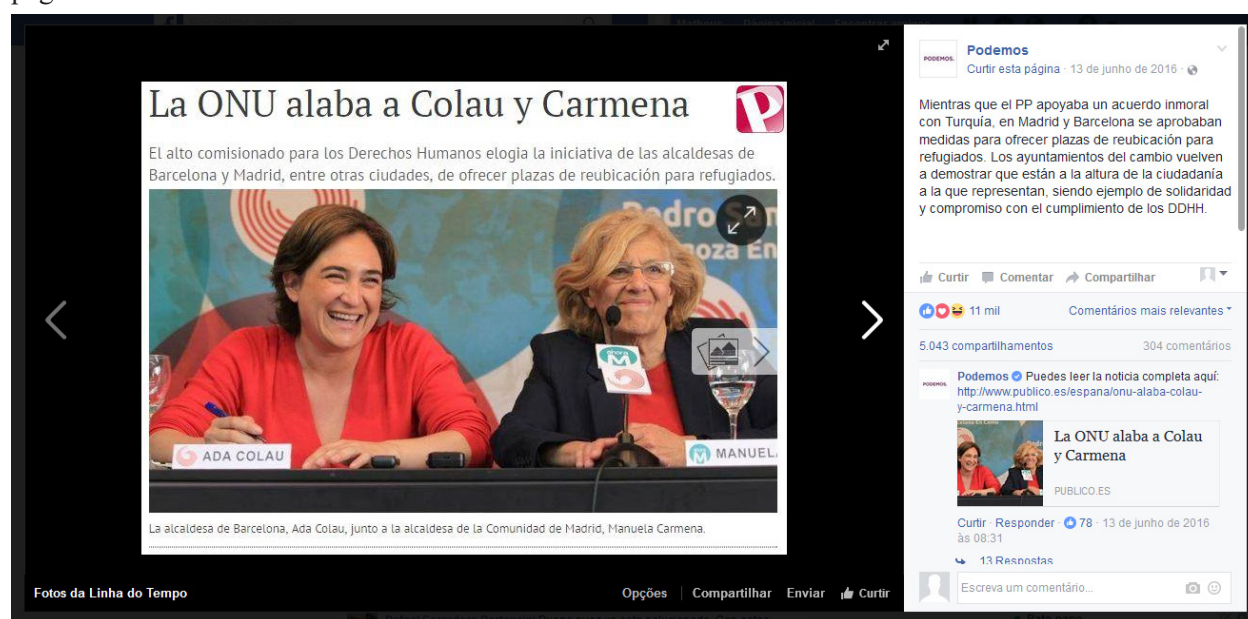 La ONU alaba a Colau y Carmena
P
El alto comisionado para los Derechos Humanos elogia la iniciativa de las alcaldesas de
Barcelona y Madrid, entre otras ciudades, de ofrecer plazas de reubicación para refugiados.
ADA COLAU
M
M MANUEL
La alcaldesa de Barcelona, Ada Colau, junto a la alcaldesa de la Comunidad de Madrid, Manuela Carmena.
Fotos da Linha do Tempo
Opções Compartilhar Enviar Curtir
PODEMOS.
Podemos
Curtir esta página · 13 de junho de 2016 ·
Mientras que el PP apoyaba un acuerdo inmoral
con Turquía, en Madrid y Barcelona se aprobaban
medidas para ofrecer plazas de reubicación para
refugiados. Los ayuntamientos del cambio vuelven
a demostrar que están a la altura de la ciudadanía
a la que representan, siendo ejemplo de solidaridad
y compromiso con el cumplimiento de los DDHH.
Curtir Comentar Compartilhar
11 mil Comentários mais relevantes
5.043 compartilhamentos 304 comentários
PODEMOS.
Podemos Puedes leer la noticia completa aquí:
http://www.publico.es/espana/onu-alaba-colau-
y-carmena.html
La ONU alaba a Colau
y Carmena
PUBLICO.ES
Curtir · Responder · 78 · 13 de junho de 2016
às 08:31
13 Respostas
Escreva um comentário...